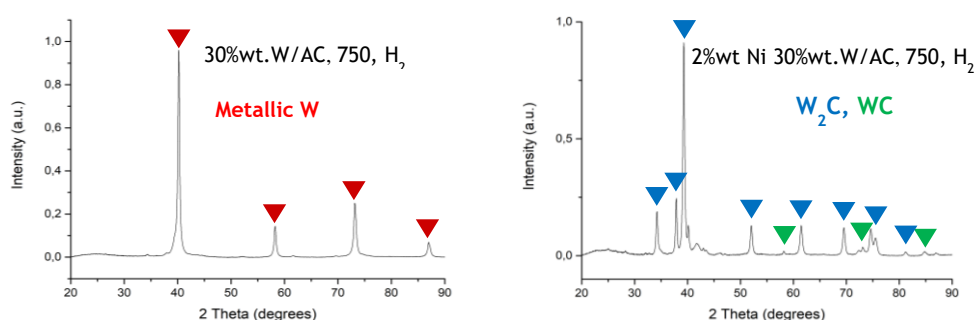 30%wt.W/AC, 750, H₂
Metallic W
Intensity (a.u.)
1,0
0,8
0,6
0,4
0,2
0,0
20 30 40 50 60 70 80 90
2 Theta (degrees)
2%wt Ni 30%wt.W/AC, 750, H₂
W₂C, WC
Intensity (a.u.)
1,0
0,5
0,0
20 30 40 50 60 70 80 90
2 Theta (degrees)